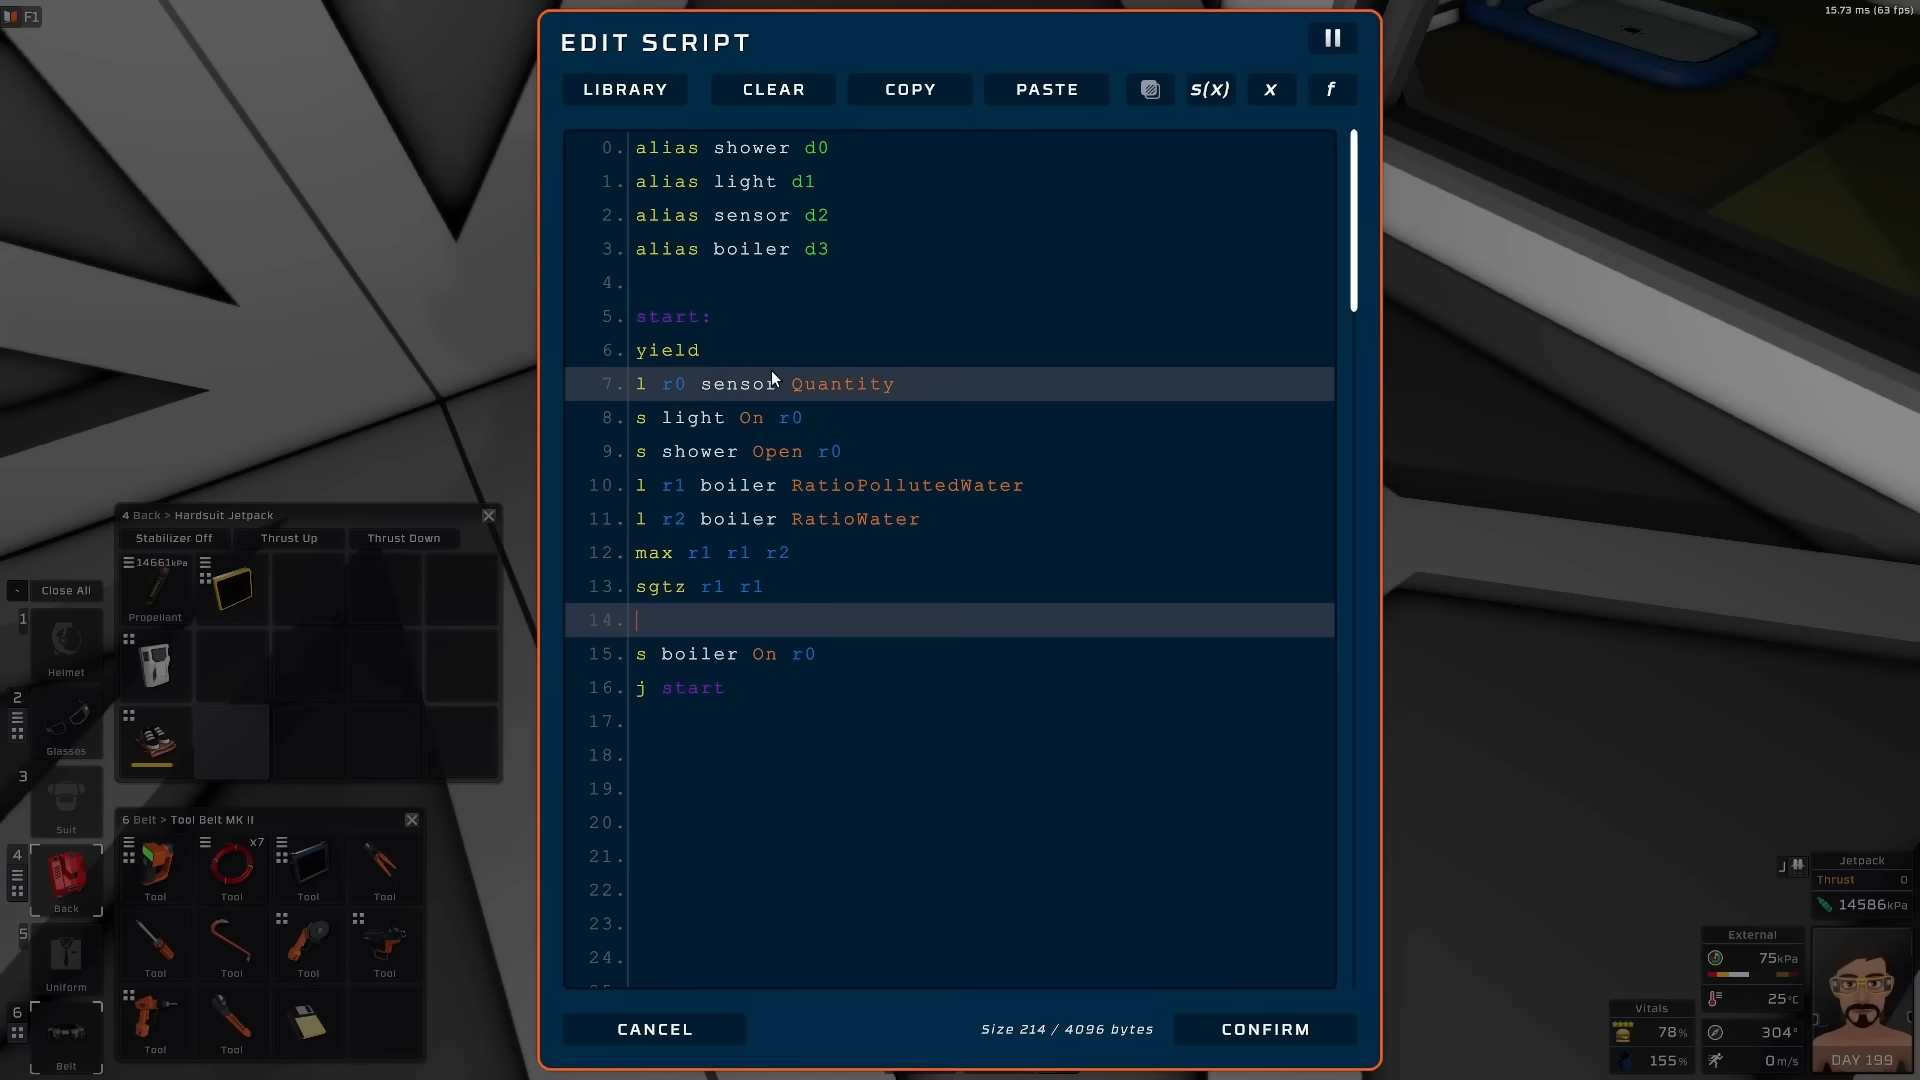 F1
15.73 ms (63 fps)
EDIT SCRIPT
LIBRARY CLEAR COPY PASTE s(x) x f
0. alias shower d0
1. alias light d1
2. alias sensor d2
3. alias boiler d3
4.
5. start:
6. yield
7. l r0 sensor Quantity
8. s light On r0
9. s shower Open r0
10. l r1 boiler RatioPollutedWater
11. l r2 boiler RatioWater
12. max r1 r1 r2
13. sgtz r1 r1
14.
15. s boiler On r0
16. j start
17.
18.
19.
20.
21.
22.
23.
24.
CANCEL Size 214 / 4096 bytes CONFIRM
4 Back > Hardsuit Jetpack
Stabilizer Off Thrust Up Thrust Down
14661kPa
Propellant
~ Close All
1
Helmet
2
Glasses
3
Suit
4
Back
5
Uniform
6
Belt
6 Belt > Tool Belt MK II
x7
Tool Tool Tool Tool
Tool Tool Tool Tool
Tool Tool
J
Jetpack
Thrust 0
14586kPa
External
75kPa
25°C
304°
0m/s
Vitals
78%
155%
DAY 199